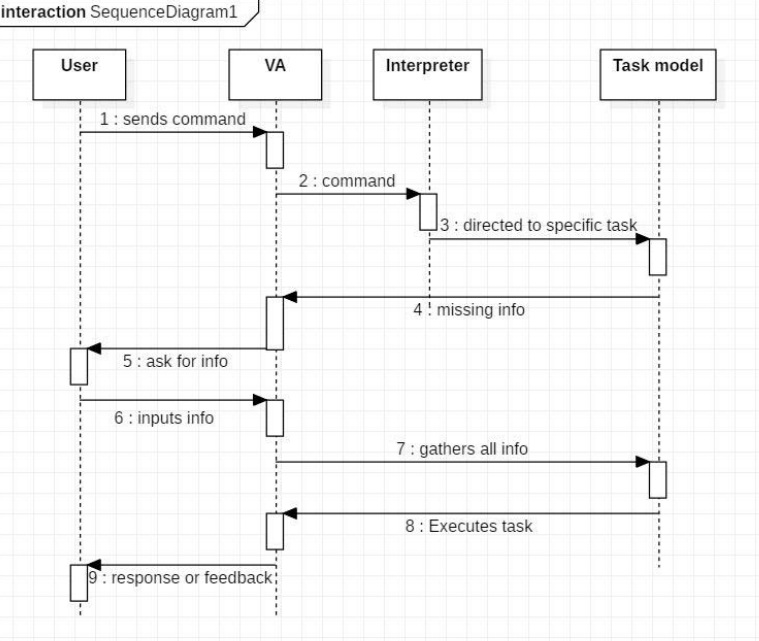 interaction SequenceDiagram1
User
VA
Interpreter
Task model
1 : sends command
2 : command
3 : directed to specific task
4 : missing info
5 : ask for info
6 : inputs info
7 : gathers all info
8 : Executes task
9 : response or feedback